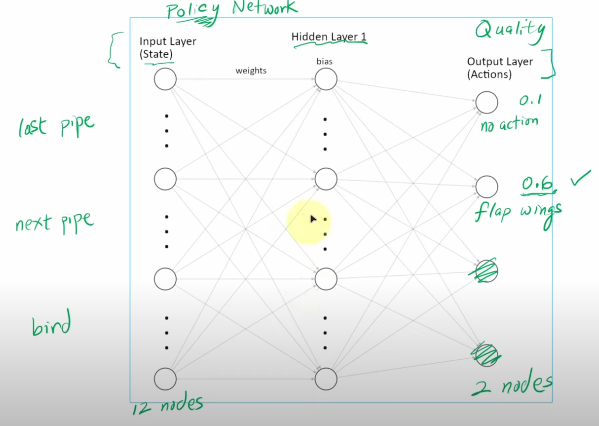 Policy Network
Input Layer
(State)
Hidden Layer 1
Quality
Output Layer
(Actions)
weights
bias
0.1
no action
last pipe
0.6 ✓
flap wings
next pipe
bird
12 nodes
2 nodes